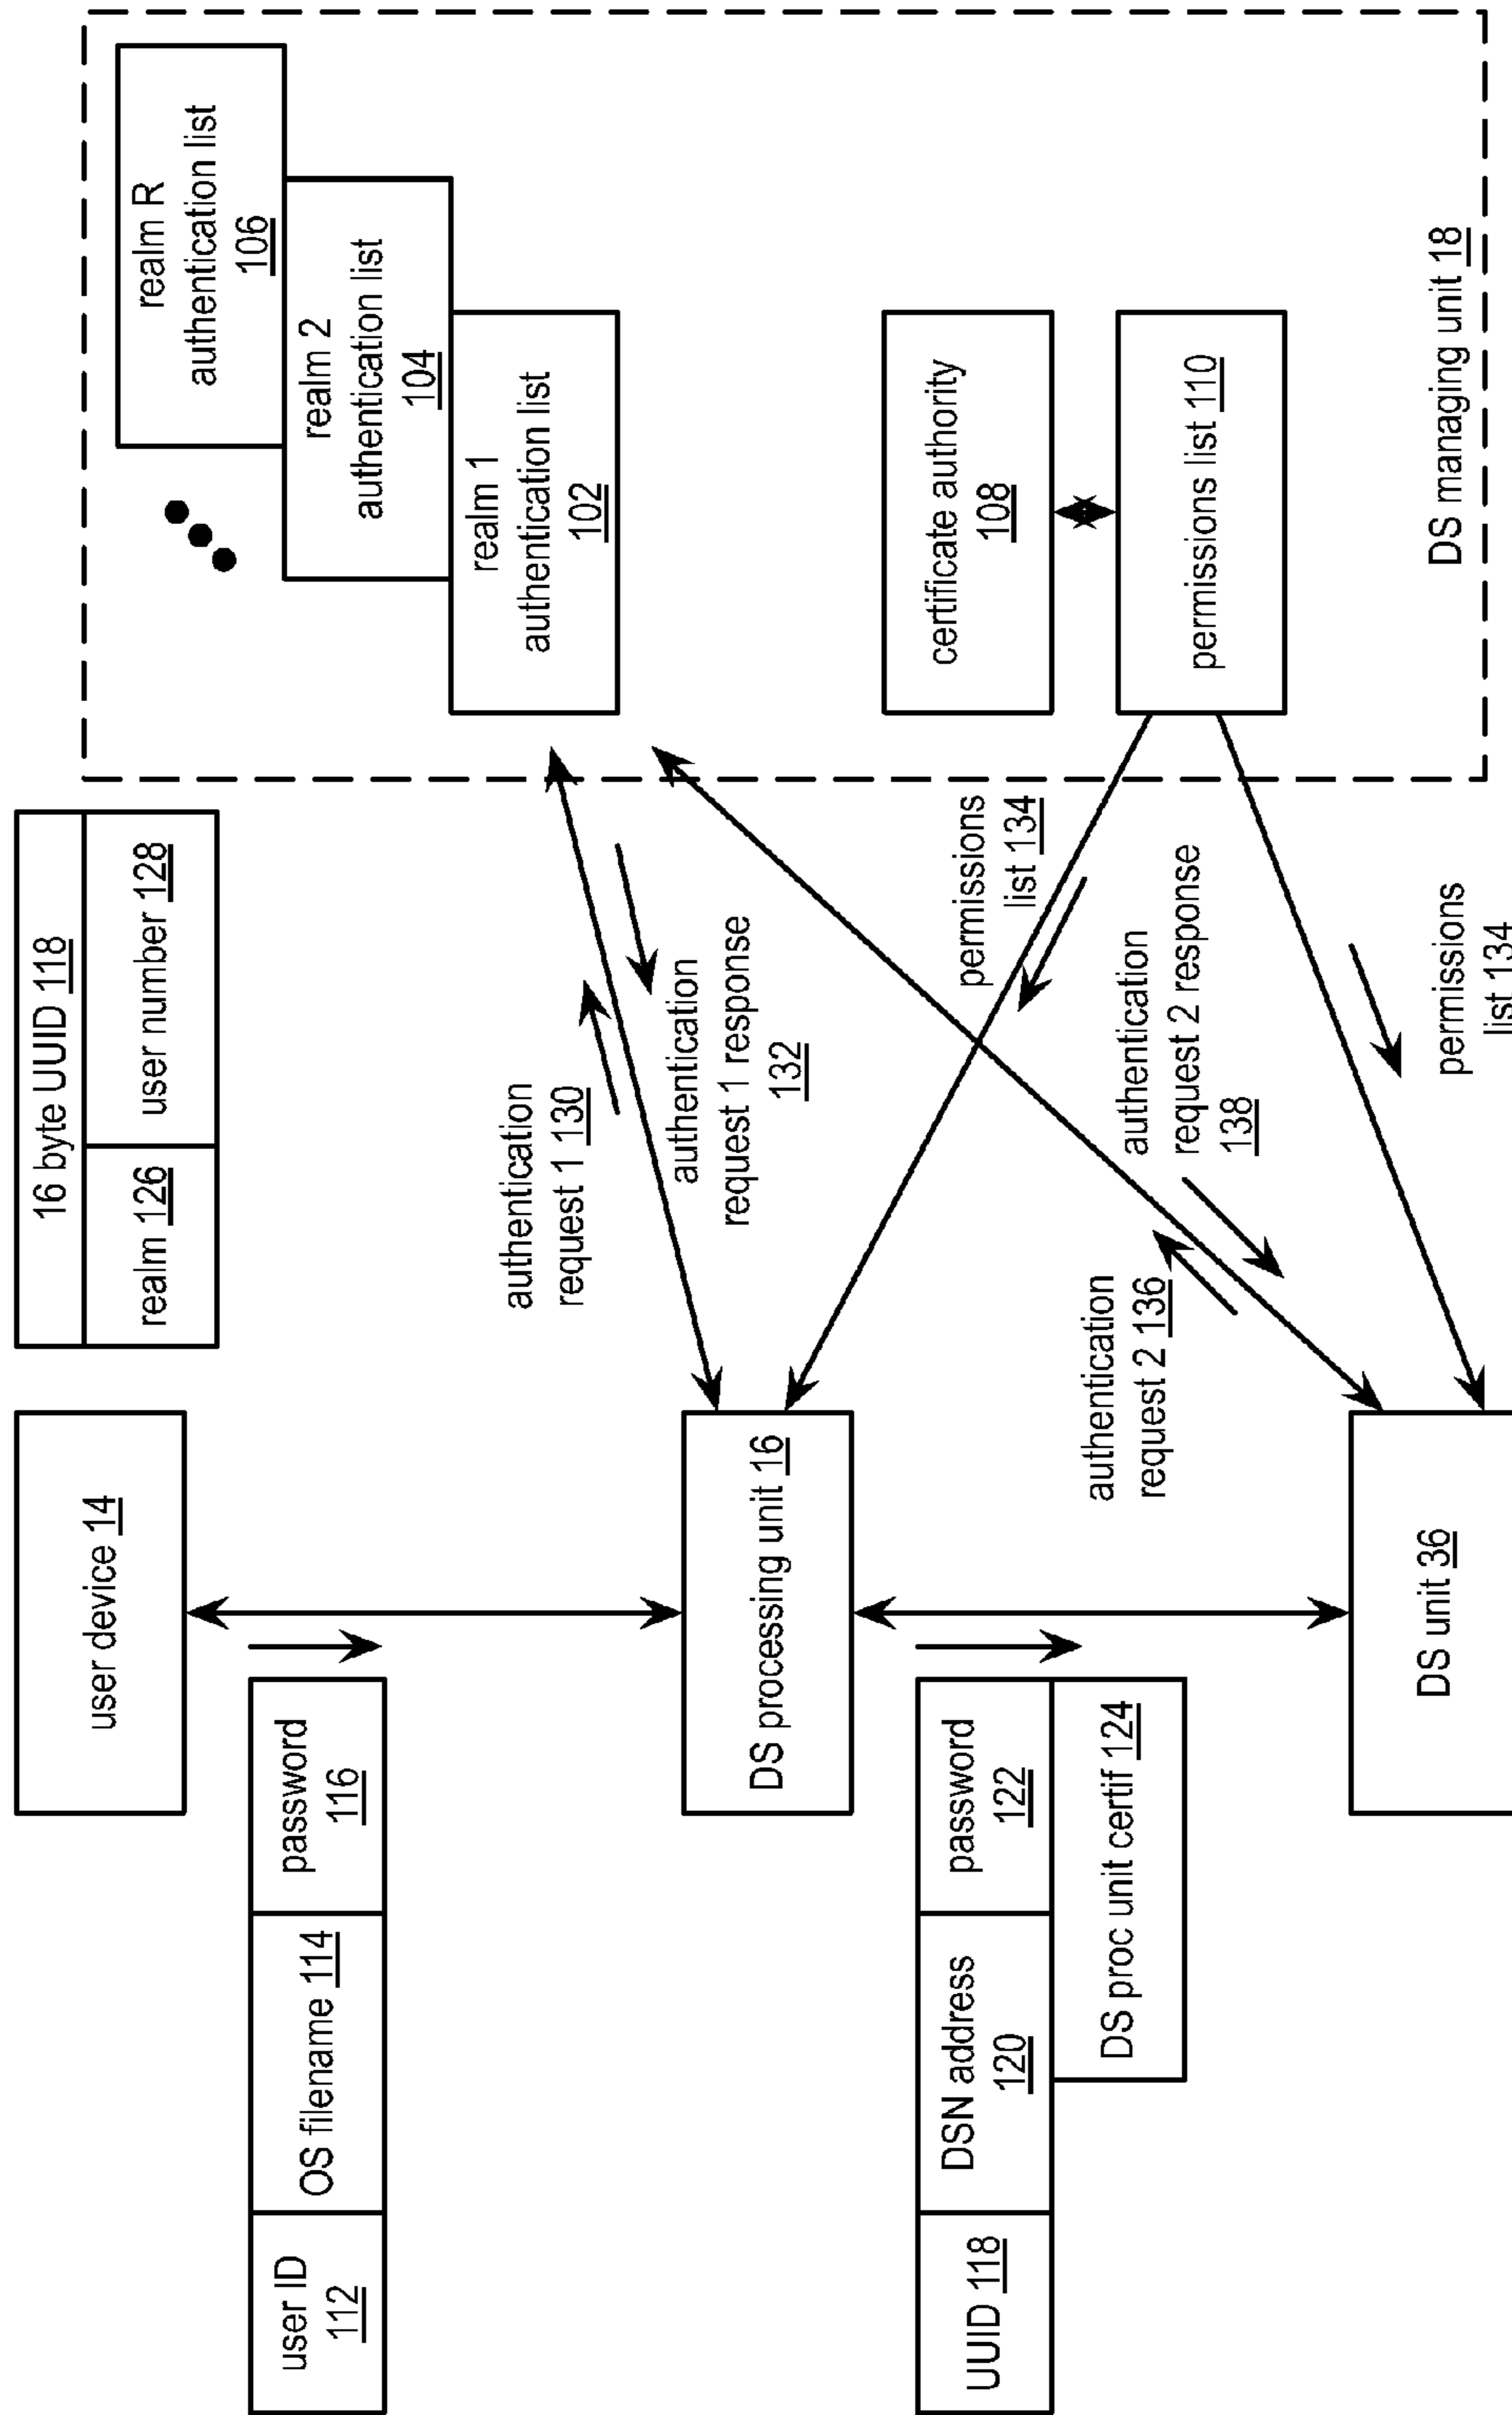 user device 14
16 byte UUID 118
realm 126
user number 128
realm R
authentication list
106
realm 2
authentication list
104
realm 1
authentication list
102
user ID
112
OS filename 114
password
116
authentication
request 1 130
authentication
request 1 response
132
DS processing unit 16
permissions
list 134
certificate authority
108
permissions list 110
UUID 118
DSN address
120
password
122
DS proc unit certif 124
authentication
request 2 136
authentication
request 2 response
138
DS unit 36
permissions
list 134
DS managing unit 18